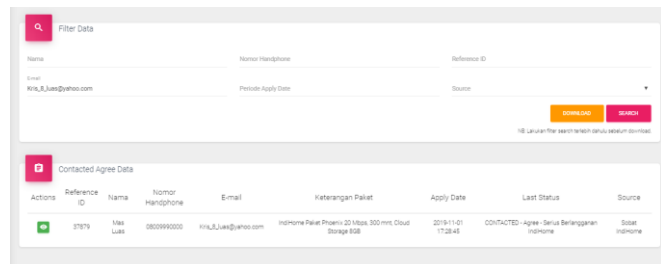 Filter Data
Nama
Nomor Handphone
Reference ID
E-mail
Kris_8_luas@yahoo.com
Periode Apply Date
Source
DOWNLOAD
SEARCH
NB: Lakukan filter search terlebih dahulu sebelum download
Contacted Agree Data
Actions Reference ID Nama Nomor Handphone E-mail Keterangan Paket Apply Date Last Status Source
37879 Mas Luas 08009990000 Kris_8_luas@yahoo.com IndiHome Paket Phoenix 20 Mbps, 300 mnt, Cloud Storage 8GB 2019-11-01 17:28:45 CONTACTED - Agree - Serius Berlangganan IndiHome Sobat IndiHome